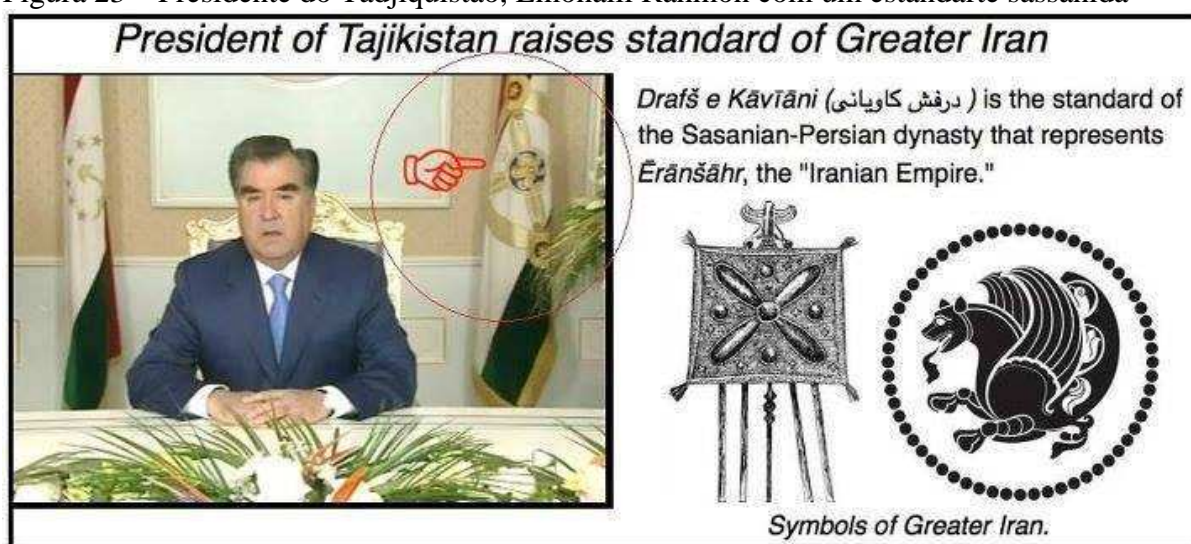 Figura 25 – Presidente do Tadjiquistão, Emomali Rahmon com um estandarte sassânida
President of Tajikistan raises standard of Greater Iran
Drafš e Kāvīāni (درفش کاویانی) is the standard of
the Sasanian-Persian dynasty that represents
Ērānšāhr, the "Iranian Empire."
Symbols of Greater Iran.